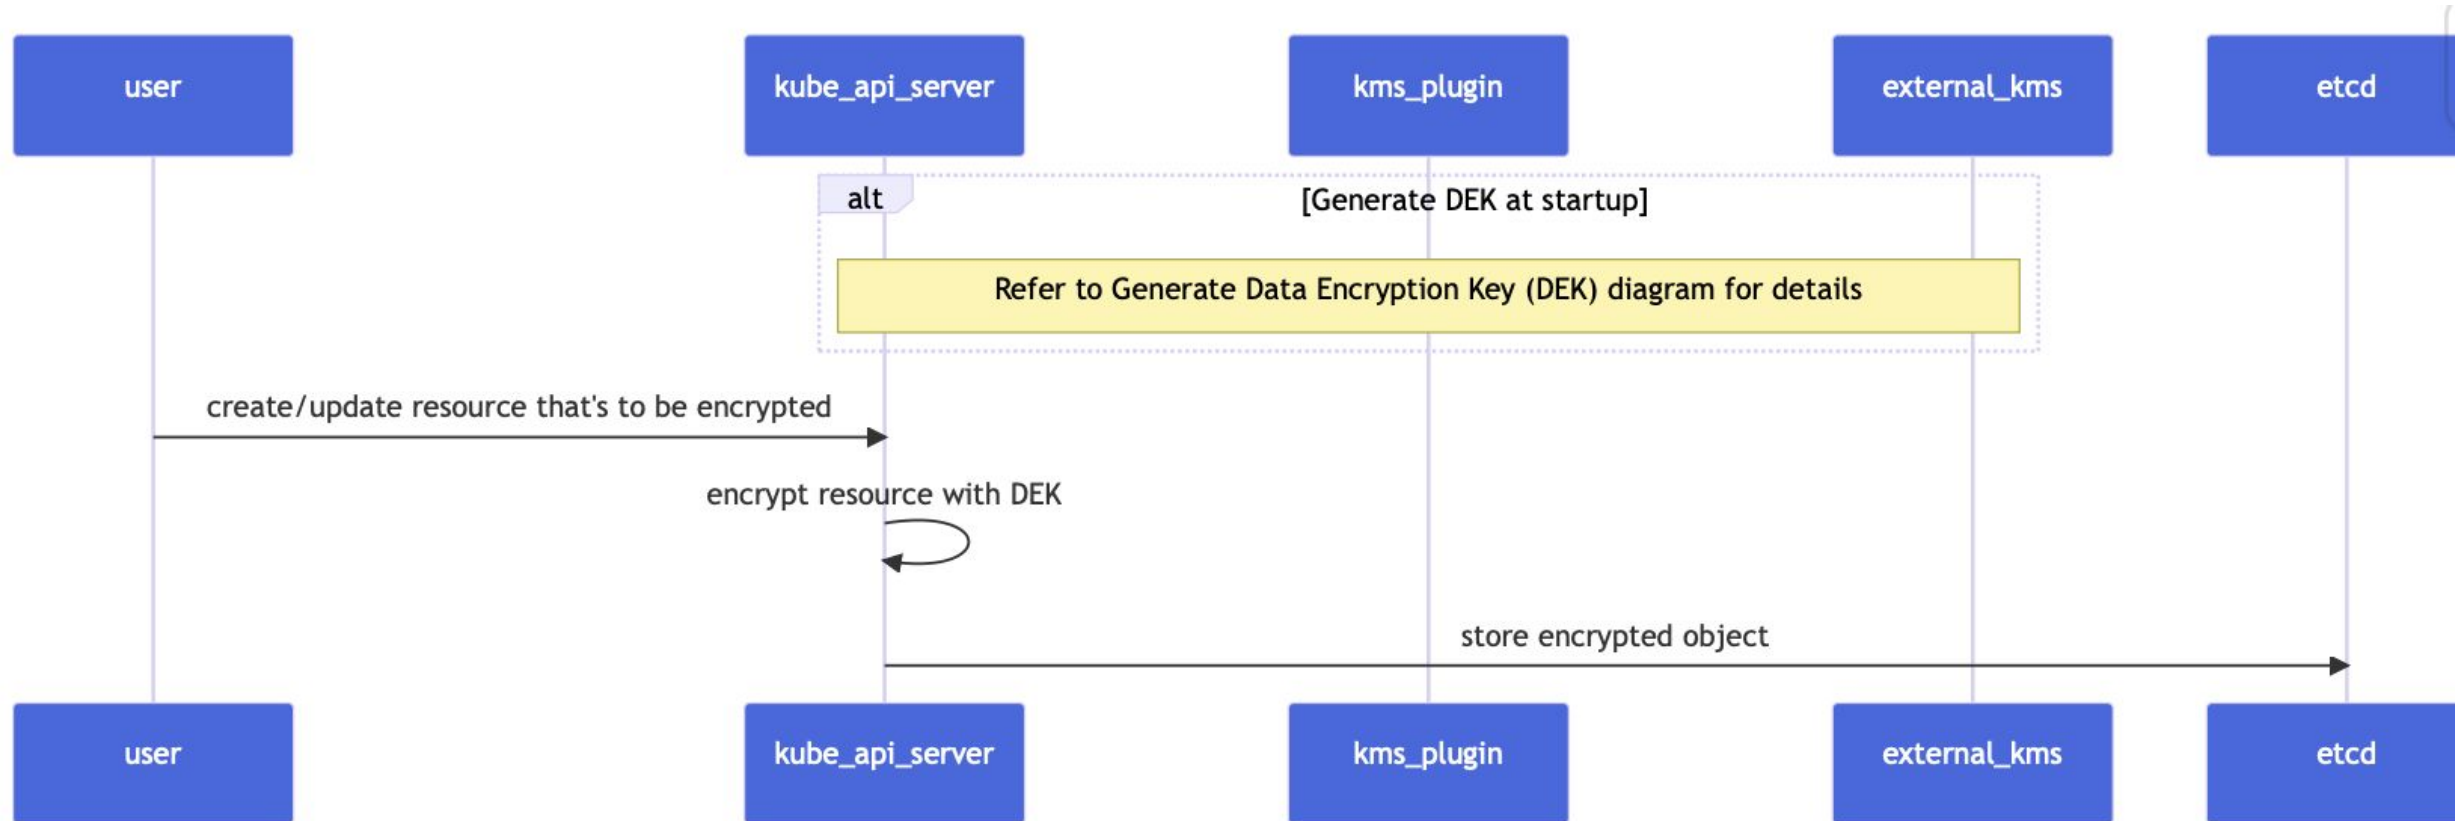 user
kube_api_server
kms_plugin
external_kms
etcd
alt
[Generate DEK at startup]
Refer to Generate Data Encryption Key (DEK) diagram for details
create/update resource that's to be encrypted
encrypt resource with DEK
store encrypted object
user
kube_api_server
kms_plugin
external_kms
etcd